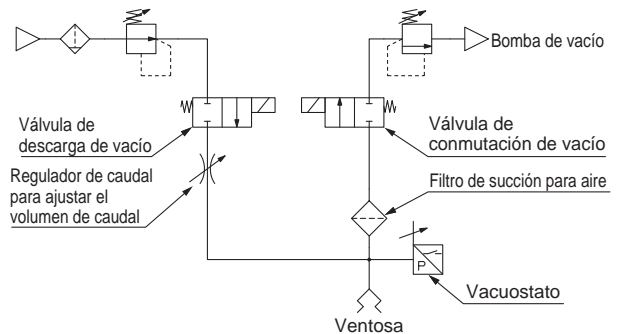 Bomba de vacío
Válvula de
descarga de vacío
Válvula de
conmutación de vacío
Regulador de caudal
para ajustar el
volumen de caudal
Filtro de succión para aire
P
Vacuostato
Ventosa